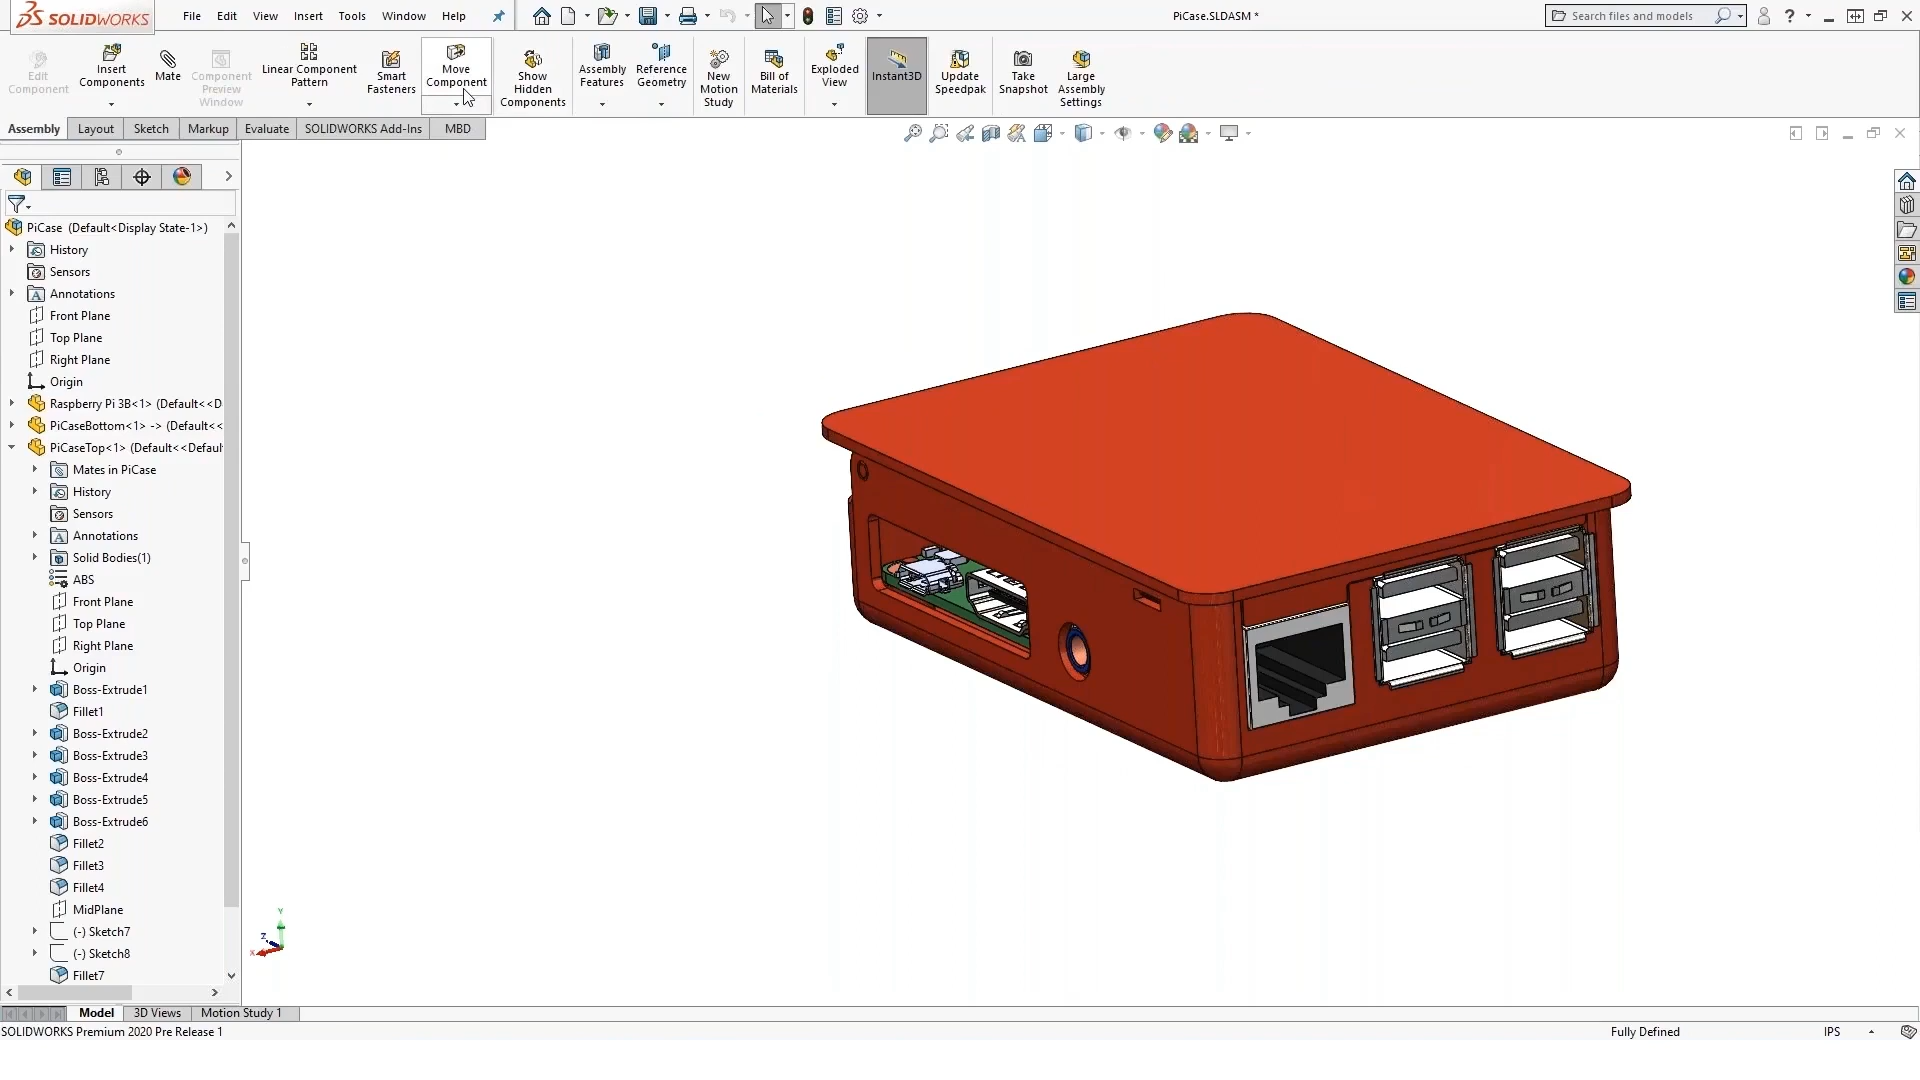 SOLIDWORKS
File Edit View Insert Tools Window Help
PiCase.SLDASM *
Search files and models
Edit Component
Insert Components
Mate
Component Preview Window
Linear Component Pattern
Smart Fasteners
Move Component
Show Hidden Components
Assembly Features
Reference Geometry
New Motion Study
Bill of Materials
Exploded View
Instant3D
Update Speedpak
Take Snapshot
Large Assembly Settings
Assembly Layout Sketch Markup Evaluate SOLIDWORKS Add-Ins MBD
PiCase (Default<Display State-1>)
History
Sensors
Annotations
Front Plane
Top Plane
Right Plane
Origin
Raspberry Pi 3B<1> (Default<<D
PiCaseBottom<1> -> (Default<<
PiCaseTop<1> (Default<<Defaul
Mates in PiCase
History
Sensors
Annotations
Solid Bodies(1)
ABS
Front Plane
Top Plane
Right Plane
Origin
Boss-Extrude1
Fillet1
Boss-Extrude2
Boss-Extrude3
Boss-Extrude4
Boss-Extrude5
Boss-Extrude6
Fillet2
Fillet3
Fillet4
MidPlane
(-) Sketch7
(-) Sketch8
Fillet7
Y
Z
X
Model 3D Views Motion Study 1
SOLIDWORKS Premium 2020 Pre Release 1
Fully Defined
IPS